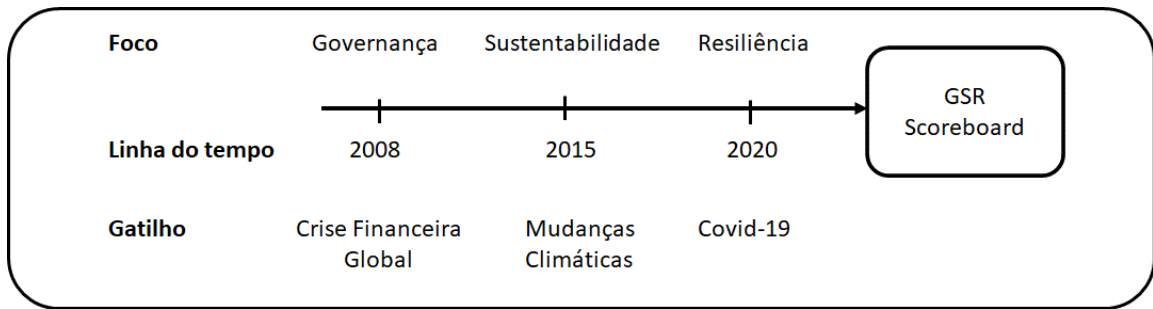 Foco Governança Sustentabilidade Resiliência
GSR
Scoreboard
Linha do tempo 2008 2015 2020
Gatilho Crise Financeira Mudanças Covid-19
Global Climáticas